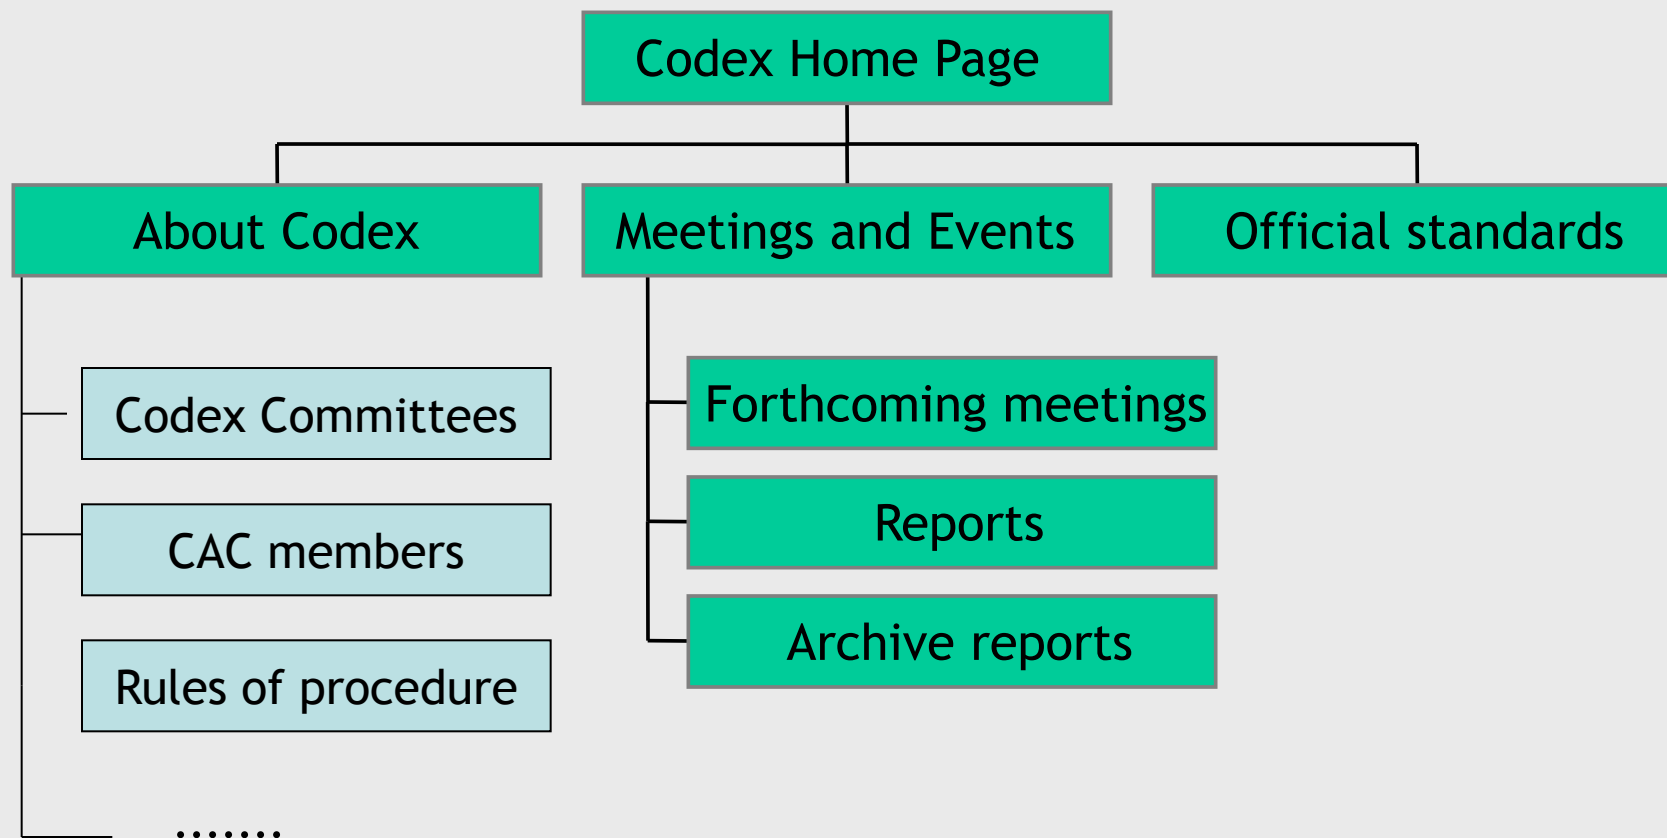 Codex Home Page
About Codex
Meetings and Events
Official standards
Codex Committees
CAC members
Rules of procedure
.......
Forthcoming meetings
Reports
Archive reports